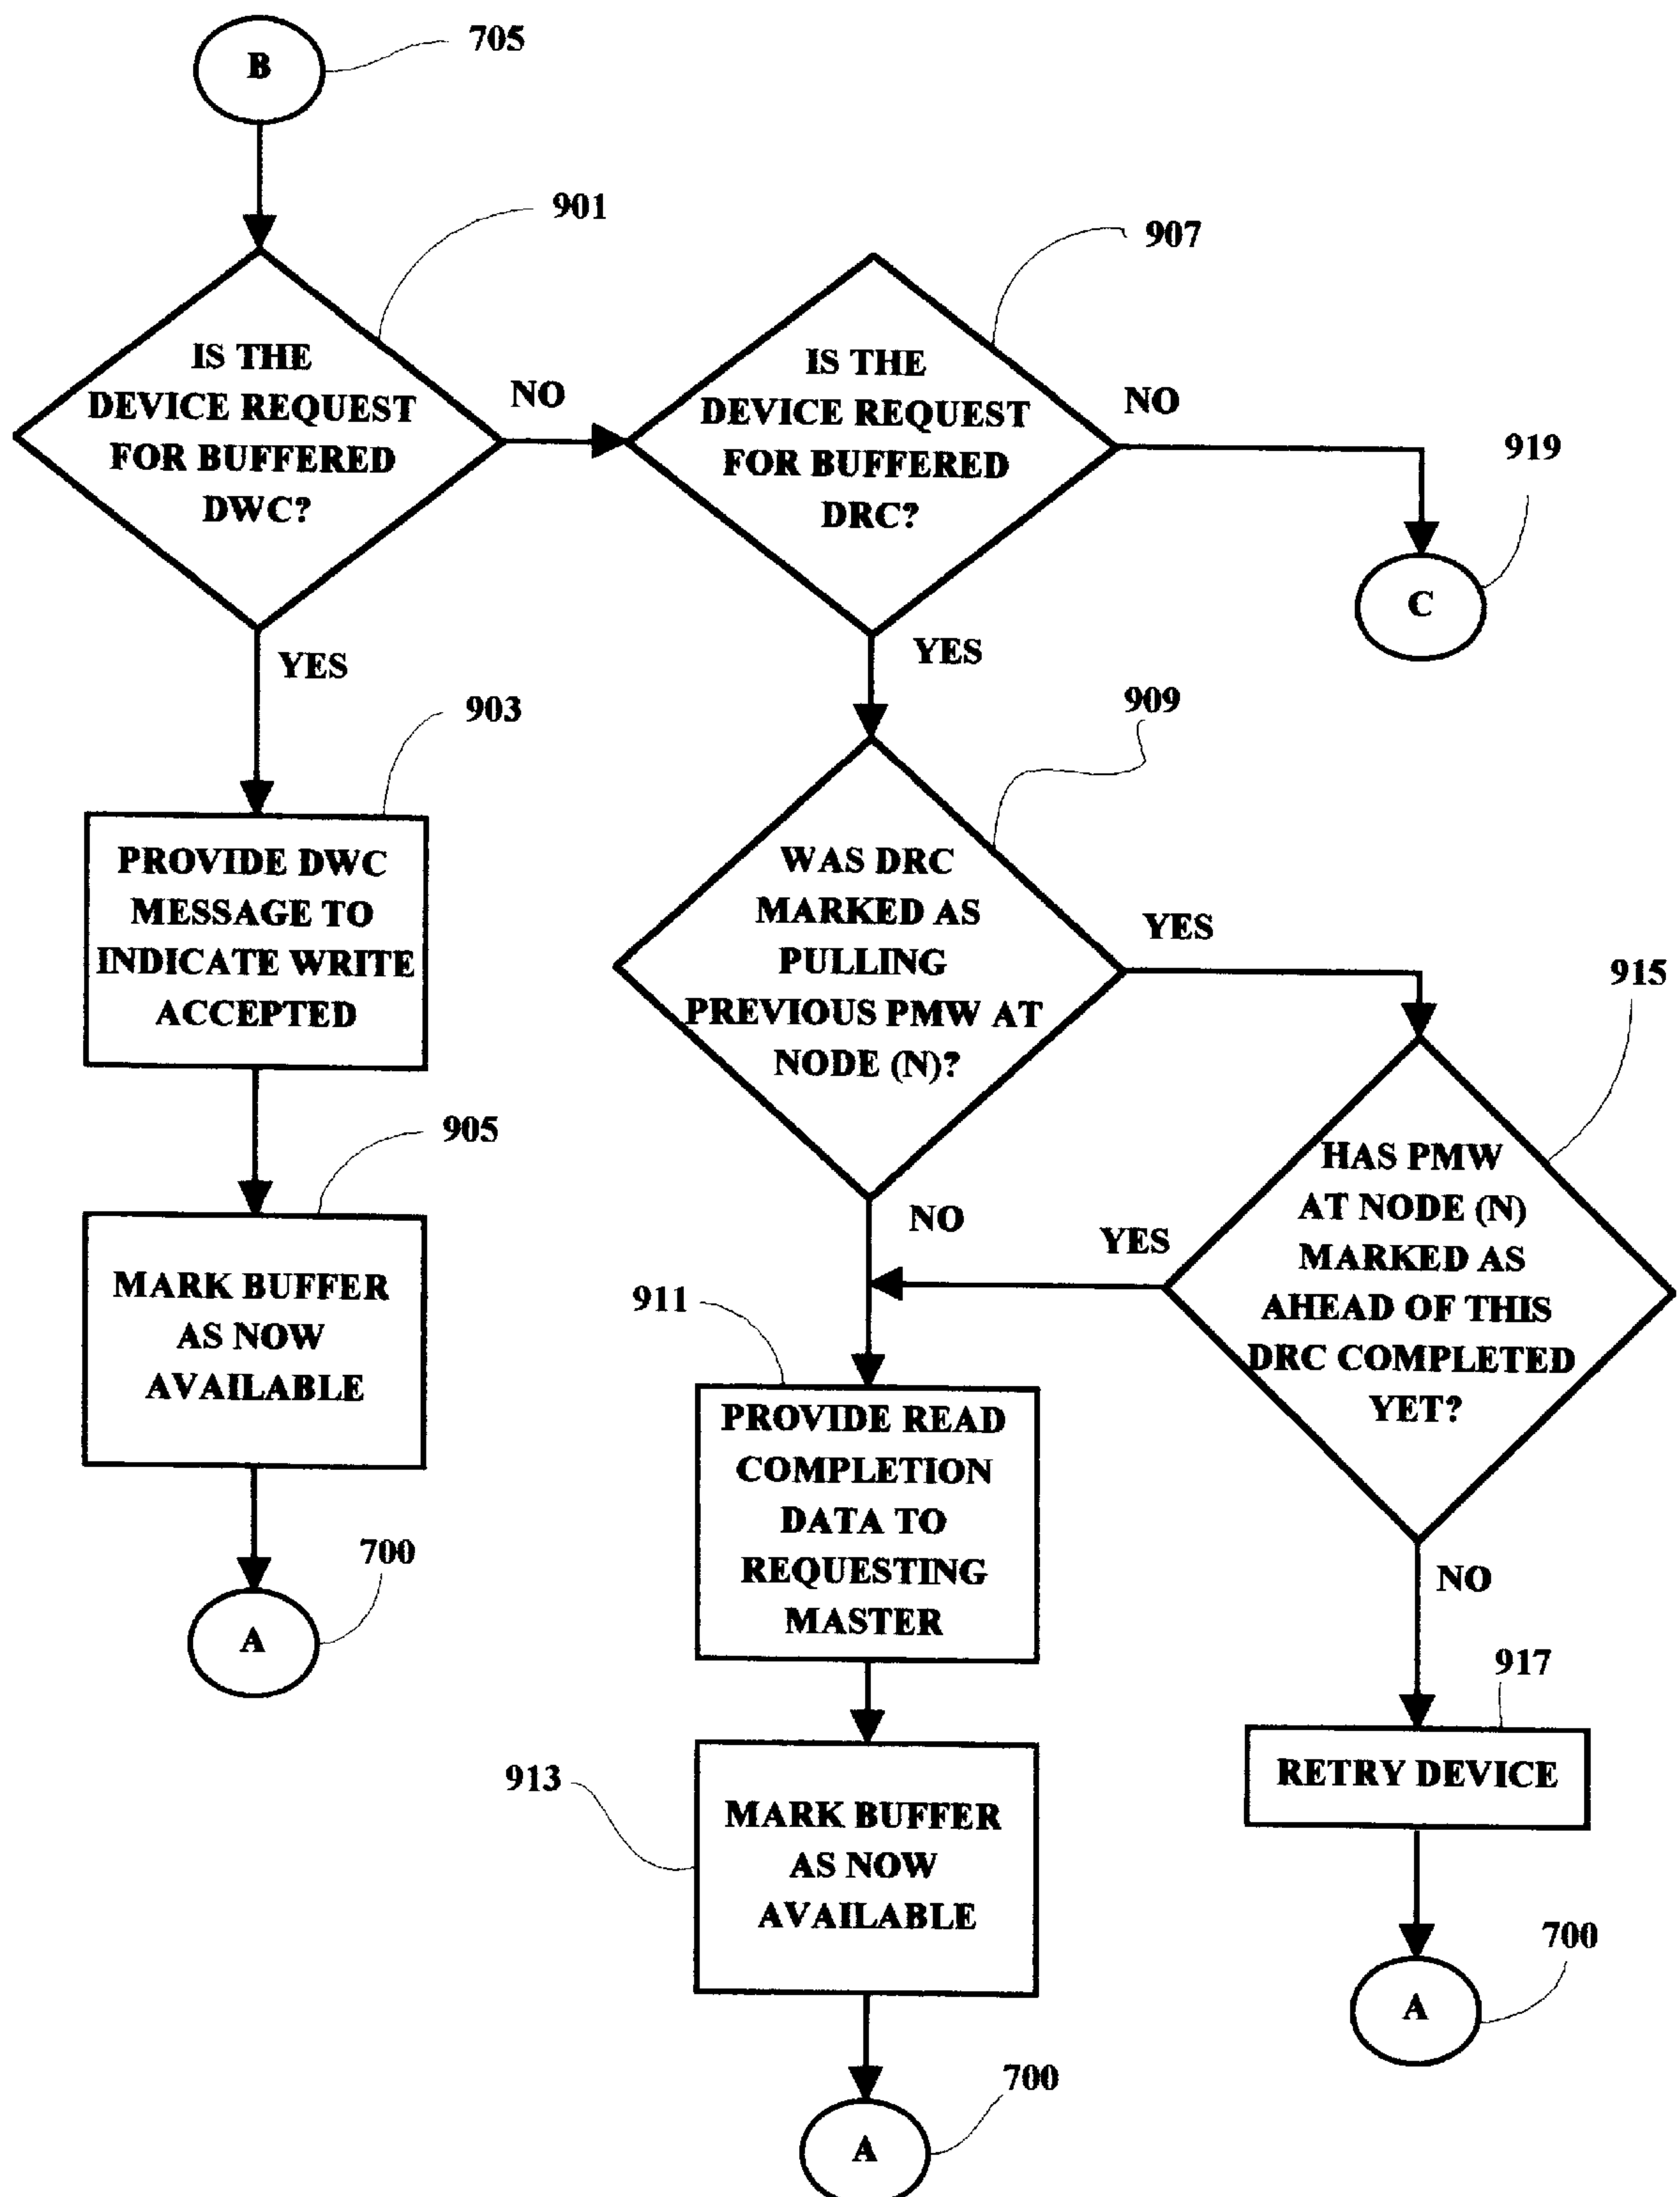 B
705
901
IS THE
DEVICE REQUEST
FOR BUFFERED
DWC?
NO
YES
907
IS THE
DEVICE REQUEST
FOR BUFFERED
DRC?
NO
919
C
YES
903
PROVIDE DWC
MESSAGE TO
INDICATE WRITE
ACCEPTED
905
MARK BUFFER
AS NOW
AVAILABLE
700
A
909
WAS DRC
MARKED AS
PULLING
PREVIOUS PMW AT
NODE (N)?
YES
NO
915
HAS PMW
AT NODE (N)
MARKED AS
AHEAD OF THIS
DRC COMPLETED
YET?
YES
NO
911
PROVIDE READ
COMPLETION
DATA TO
REQUESTING
MASTER
913
MARK BUFFER
AS NOW
AVAILABLE
700
A
917
RETRY DEVICE
700
A